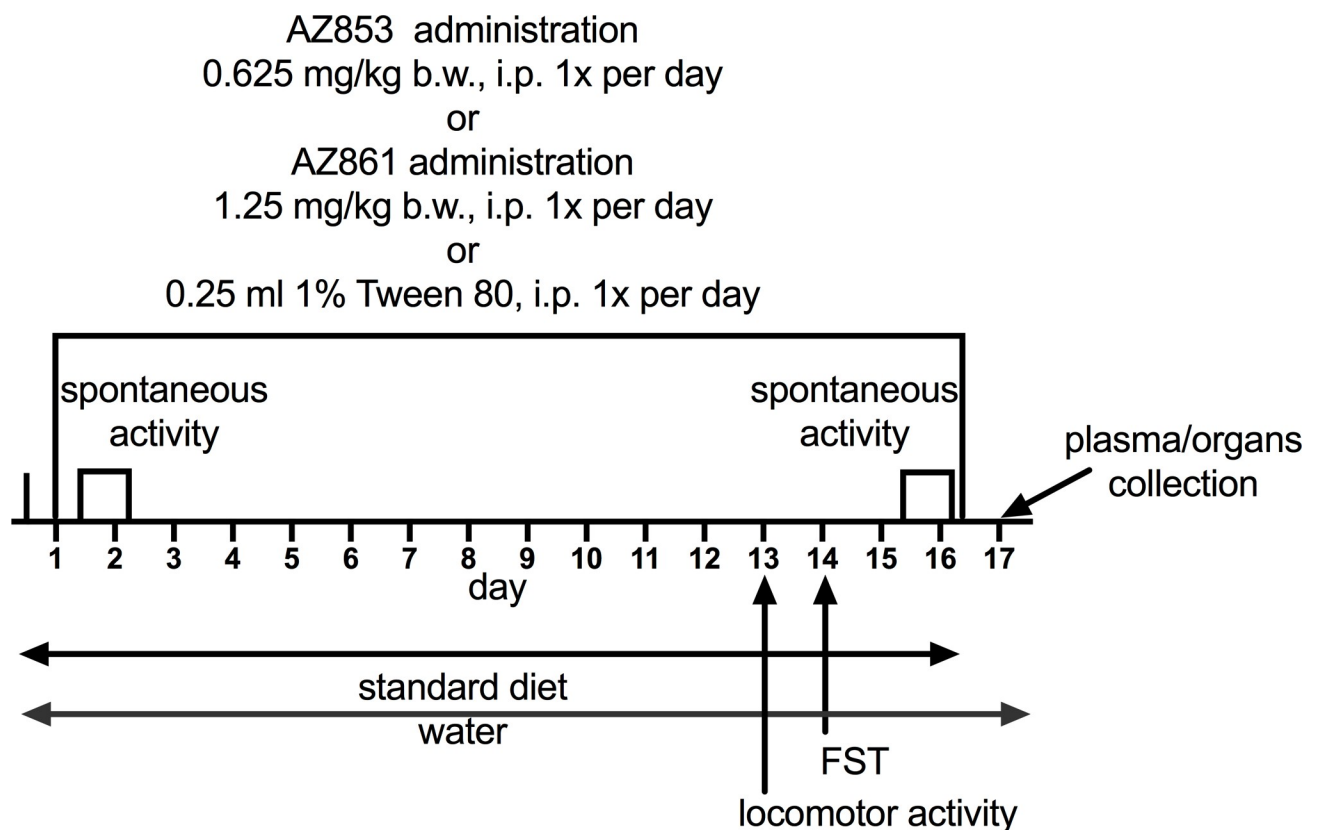 AZ853 administration
0.625 mg/kg b.w., i.p. 1x per day
or
AZ861 administration
1.25 mg/kg b.w., i.p. 1x per day
or
0.25 ml 1% Tween 80, i.p. 1x per day
spontaneous
activity
spontaneous
activity
plasma/organs
collection
1 2 3 4 5 6 7 8 9 10 11 12 13 14 15 16 17
day
standard diet
water
FST
locomotor activity